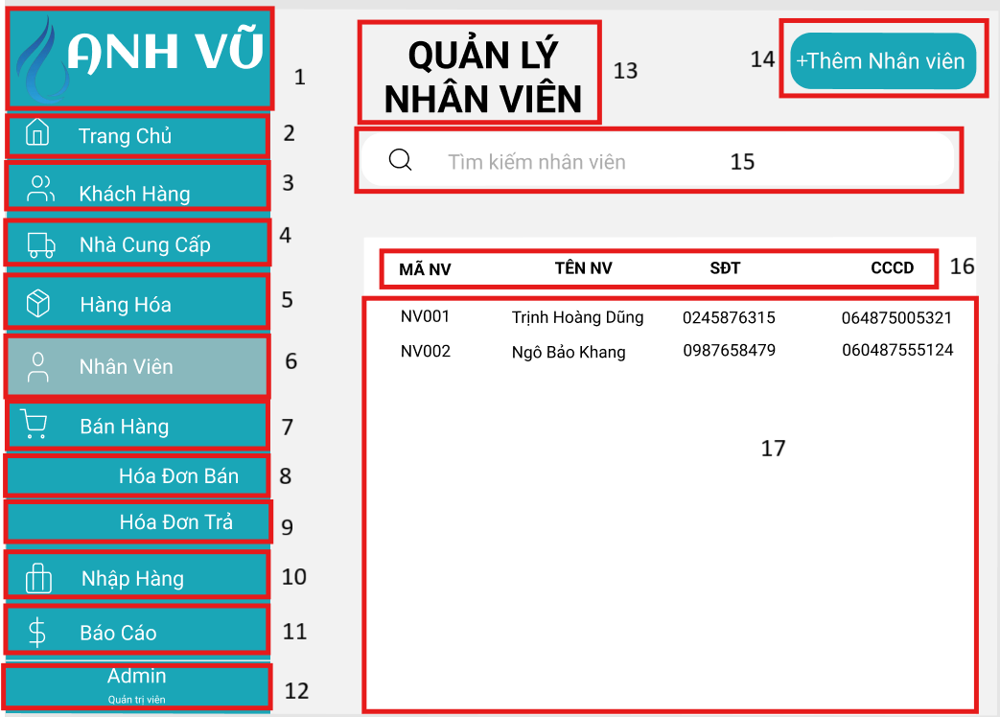 ANH VŨ
1
Trang Chủ
2
Khách Hàng
3
Nhà Cung Cấp
4
Hàng Hóa
5
Nhân Viên
6
Bán Hàng
7
Hóa Đơn Bán
8
Hóa Đơn Trả
9
Nhập Hàng
10
Báo Cáo
11
Admin
Quản trị viên
12
QUẢN LÝ
NHÂN VIÊN
13
14
+Thêm Nhân viên
Tìm kiếm nhân viên
15
MÃ NV TÊN NV SĐT CCCD
16
NV001 Trịnh Hoàng Dũng 0245876315 064875005321
NV002 Ngô Bảo Khang 0987658479 060487555124
17